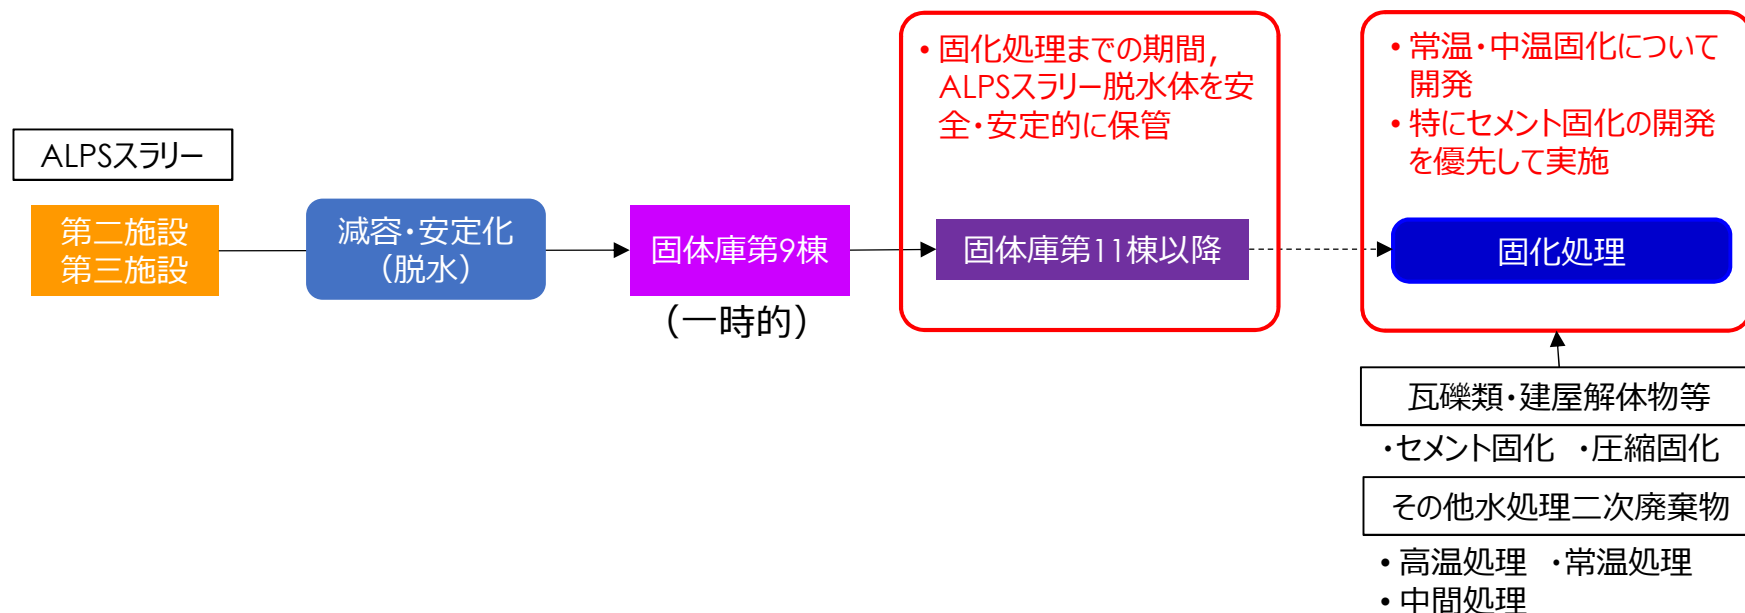 ALPSスラリー
第二施設
第三施設
減容・安定化
（脱水）
固体庫第9棟
（一時的）
• 固化処理までの期間，
ALPSスラリー脱水体を安
全・安定的に保管
固体庫第11棟以降
• 常温・中温固化について
開発
• 特にセメント固化の開発
を優先して実施
固化処理
瓦礫類・建屋解体物等
・セメント固化　・圧縮固化
その他水処理二次廃棄物
• 高温処理　・常温処理
• 中間処理